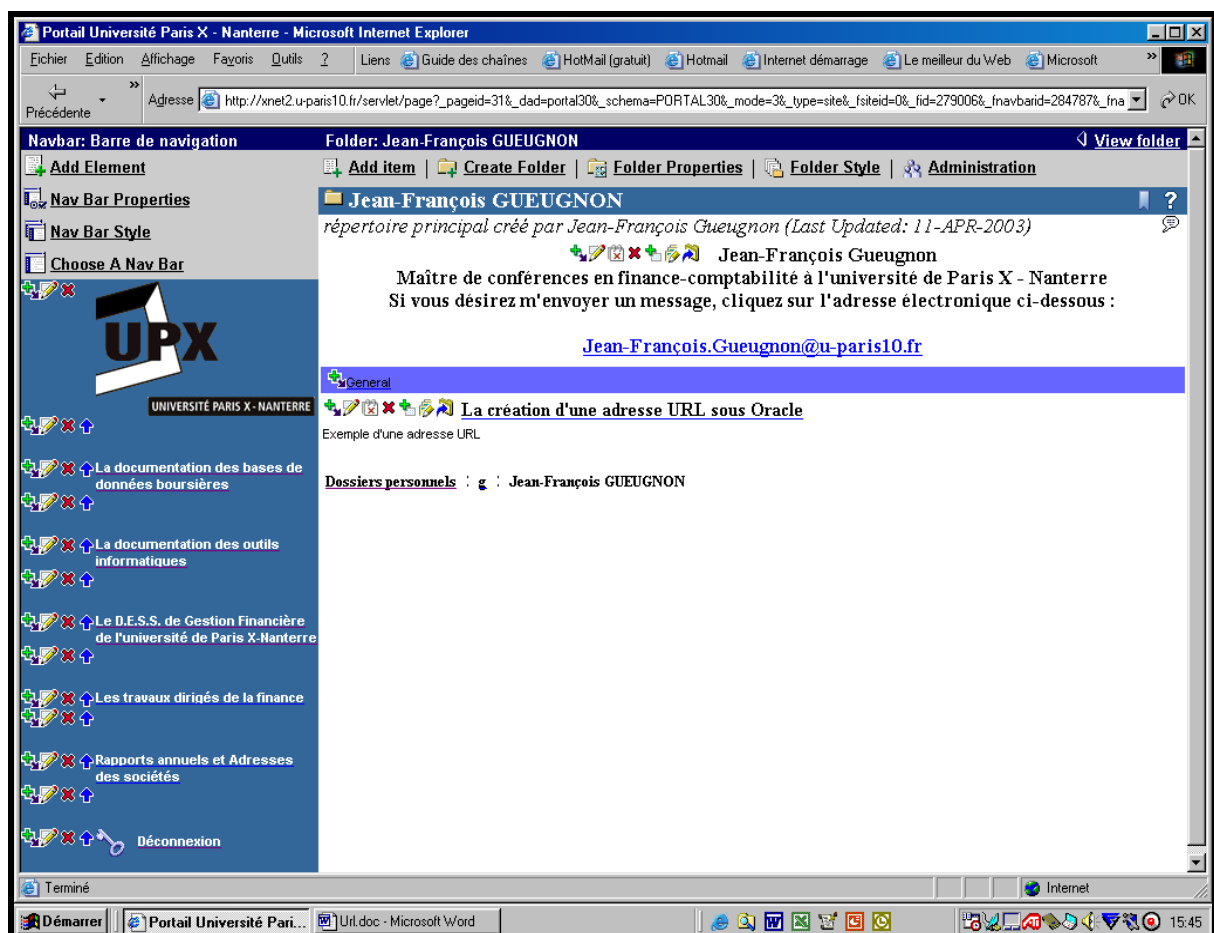 Portail Université Paris X - Nanterre - Microsoft Internet Explorer
Fichier Edition Affichage Favoris Outils ? Liens Guide des chaînes HotMail (gratuit) Hotmail Internet démarrage Le meilleur du Web Microsoft »
Précédente » Adresse http://xnet2.u-paris10.fr/servlet/page?_pageid=31&_dad=portal30&_schema=PORTAL30&_mode=3&_type=site&_fsiteid=0&_fid=279006&_fnavbarid=284787&_fna OK
Navbar: Barre de navigation
Add Element
Nav Bar Properties
Nav Bar Style
Choose A Nav Bar
UPX
UNIVERSITÉ PARIS X - NANTERRE
La documentation des bases de
données boursières
La documentation des outils
informatiques
Le D.E.S.S. de Gestion Financière
de l'université de Paris X-Nanterre
Les travaux dirigés de la finance
Rapports annuels et Adresses
des sociétés
Déconnexion
Folder: Jean-François GUEUGNON View folder
Add item | Create Folder | Folder Properties | Folder Style | Administration
Jean-François GUEUGNON ?
répertoire principal créé par Jean-François Gueugnon (Last Updated: 11-APR-2003)
Jean-François Gueugnon
Maître de conférences en finance-comptabilité à l'université de Paris X - Nanterre
Si vous désirez m'envoyer un message, cliquez sur l'adresse électronique ci-dessous :
Jean-François.Gueugnon@u-paris10.fr
General
La création d'une adresse URL sous Oracle
Exemple d'une adresse URL
Dossiers personnels : g : Jean-François GUEUGNON
Terminé Internet
Démarrer Portail Université Pari... Url.doc - Microsoft Word 15:45